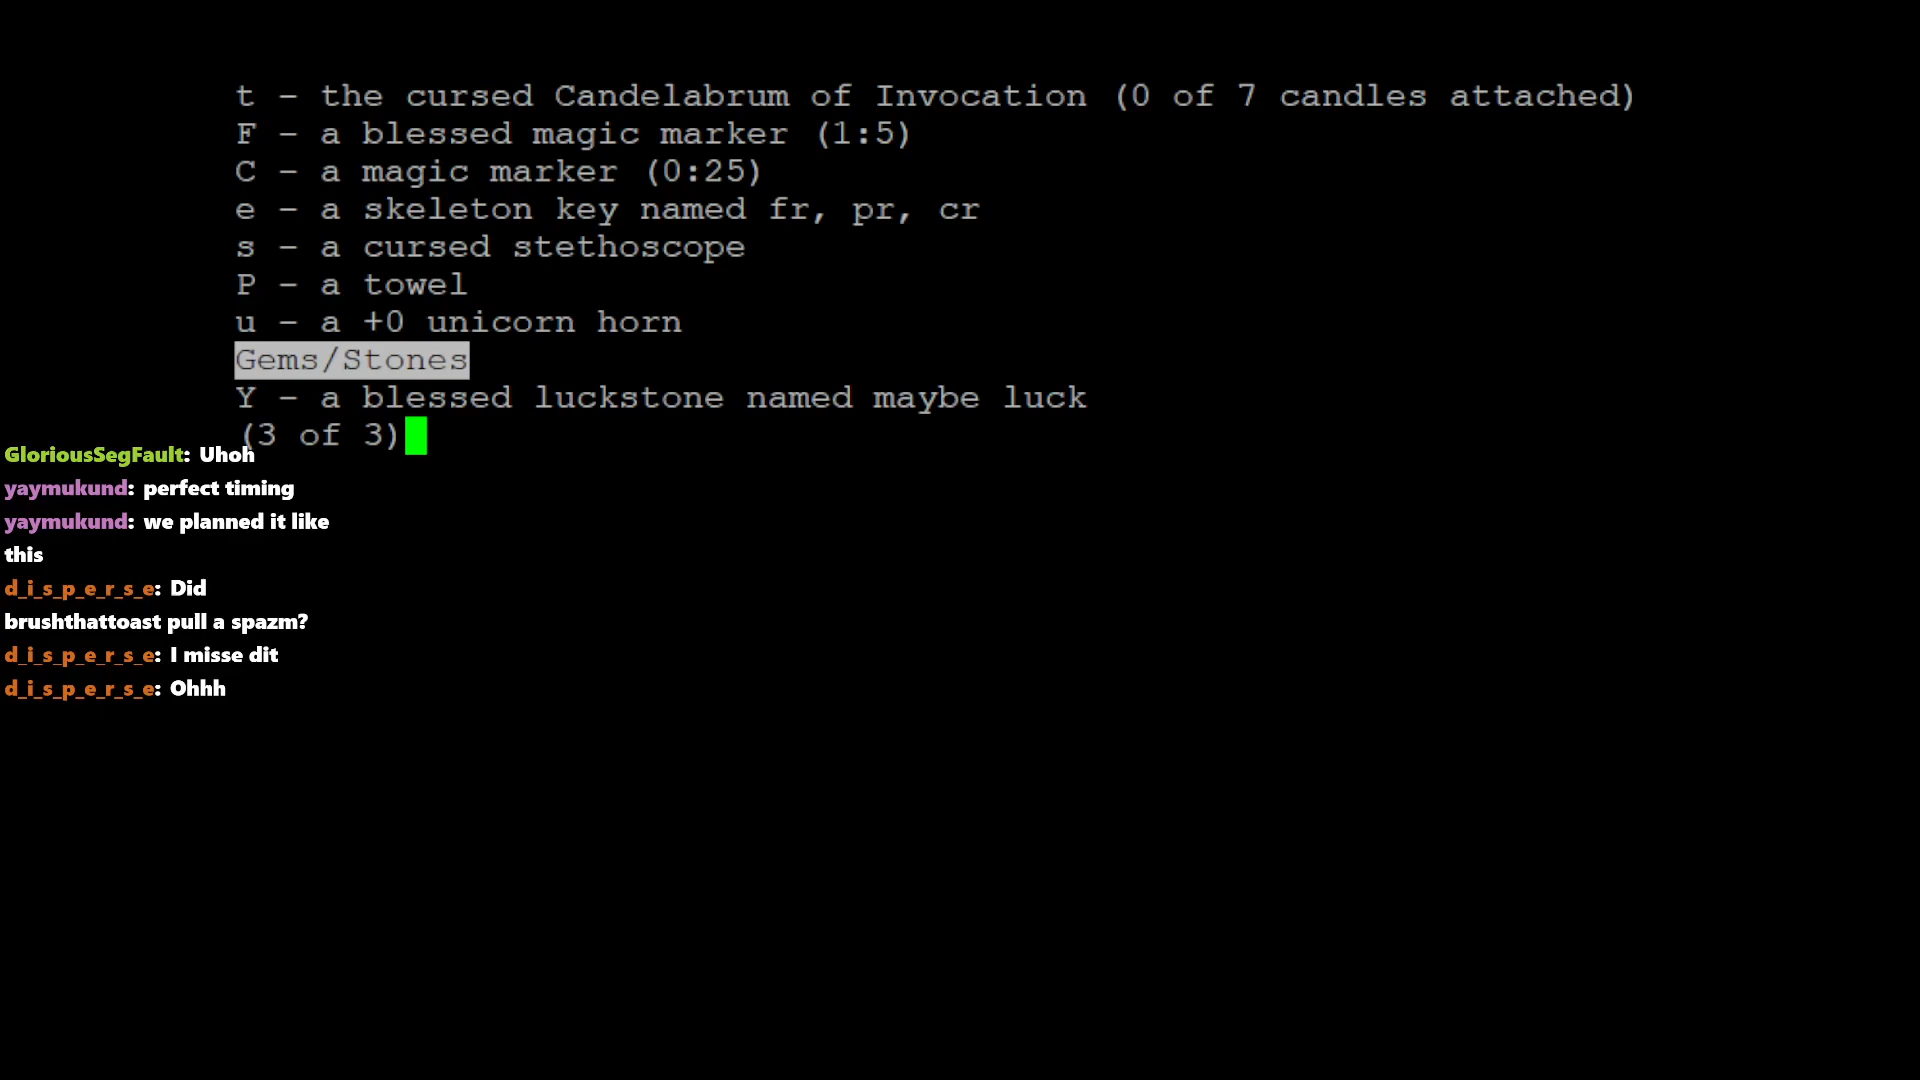 t - the cursed Candelabrum of Invocation (0 of 7 candles attached)
F - a blessed magic marker (1:5)
C - a magic marker (0:25)
e - a skeleton key named fr, pr, cr
s - a cursed stethoscope
P - a towel
u - a +0 unicorn horn
Gems/Stones
Y - a blessed luckstone named maybe luck
(3 of 3)
GloriousSegFault: Uhoh
yaymukund: perfect timing
yaymukund: we planned it like
this
d_i_s_p_e_r_s_e: Did
brushthattoast pull a spazm?
d_i_s_p_e_r_s_e: I misse dit
d_i_s_p_e_r_s_e: Ohhh